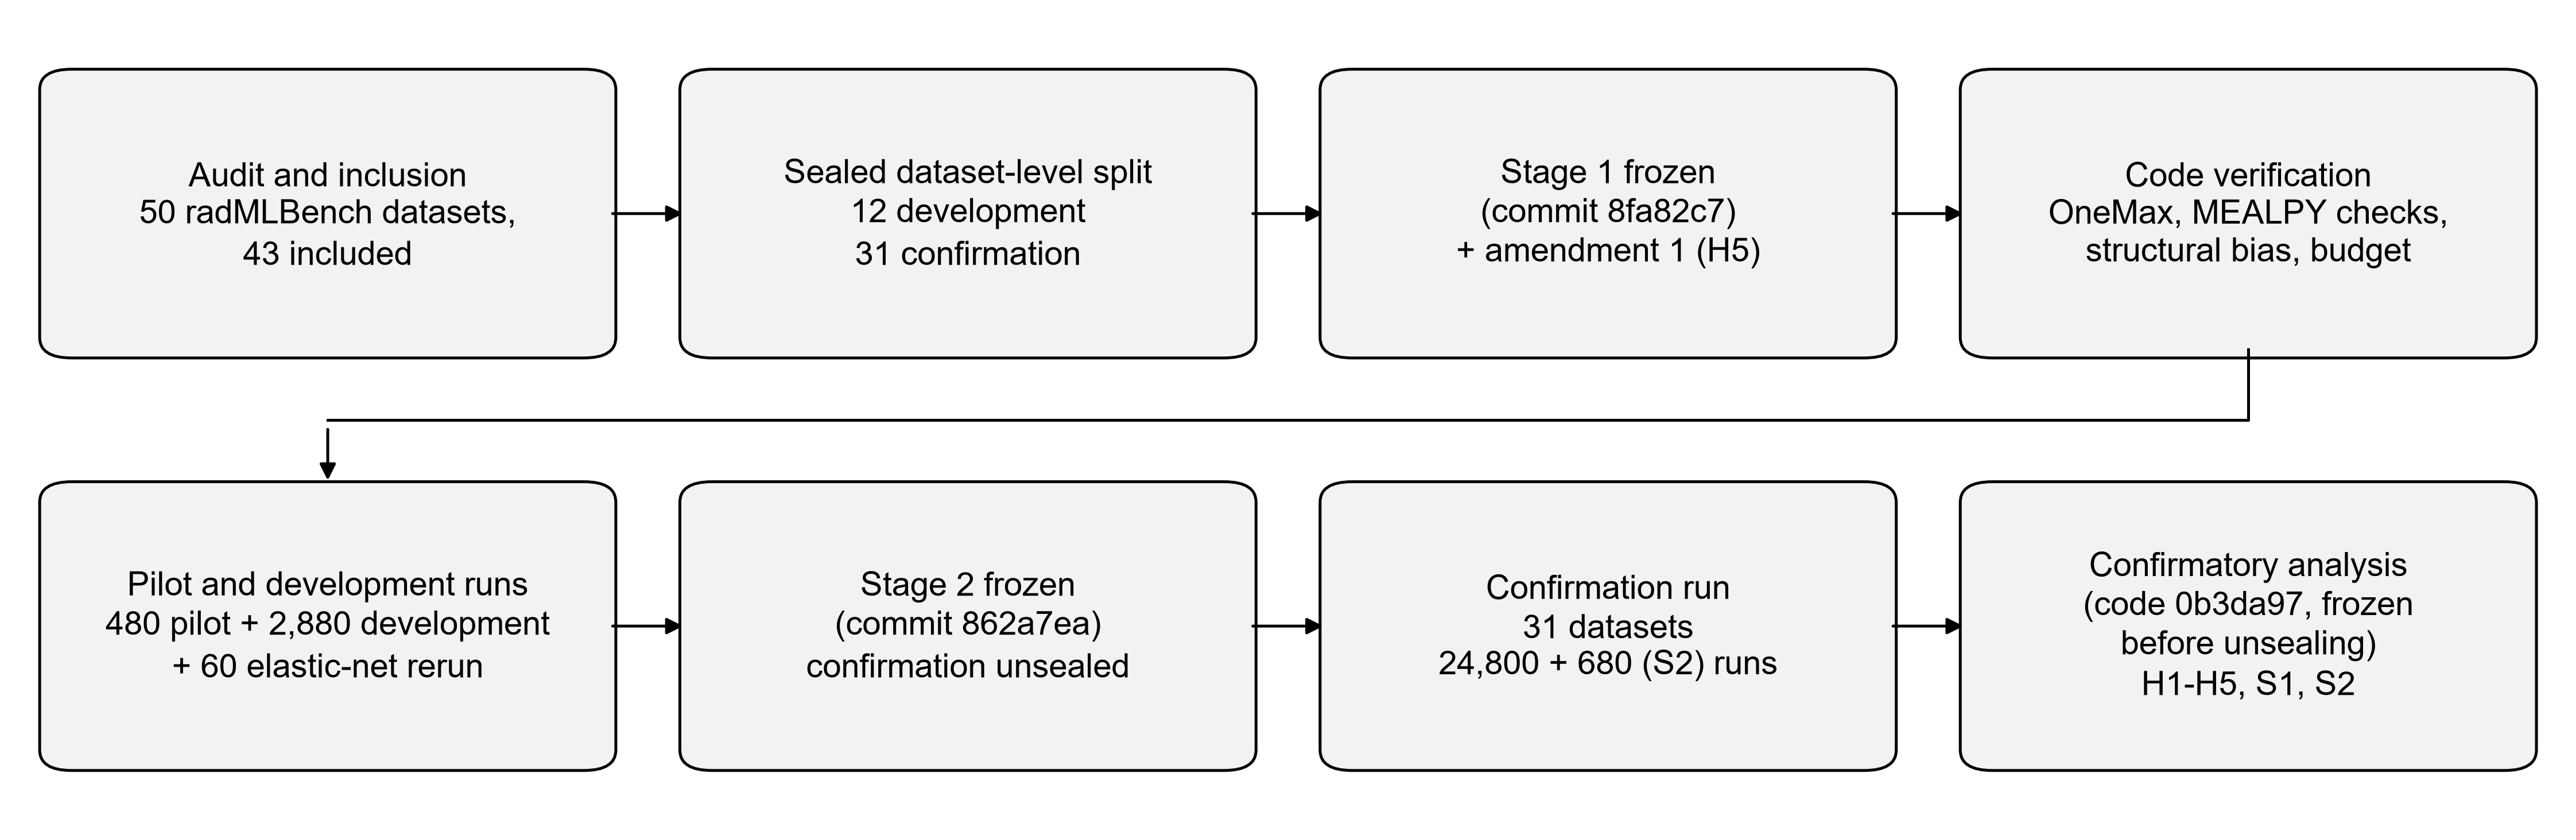 Audit and inclusion
50 radMLBench datasets,
43 included
Sealed dataset-level split
12 development
31 confirmation
Stage 1 frozen
(commit 8fa82c7)
+ amendment 1 (H5)
Code verification
OneMax, MEALPY checks,
structural bias, budget
Pilot and development runs
480 pilot + 2,880 development
+ 60 elastic-net rerun
Stage 2 frozen
(commit 862a7ea)
confirmation unsealed
Confirmation run
31 datasets
24,800 + 680 (S2) runs
Confirmatory analysis
(code 0b3da97, frozen
before unsealing)
H1-H5, S1, S2